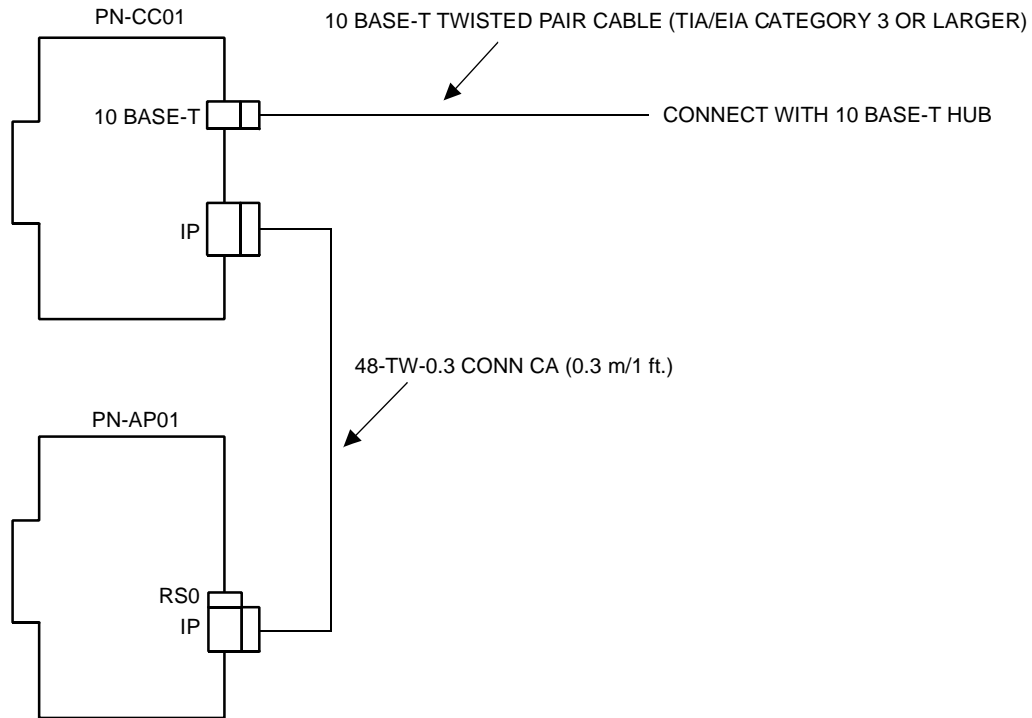 PN-CC01
10 BASE-T TWISTED PAIR CABLE (TIA/EIA CATEGORY 3 OR LARGER)
10 BASE-T
CONNECT WITH 10 BASE-T HUB
IP
48-TW-0.3 CONN CA (0.3 m/1 ft.)
PN-AP01
RS0
IP